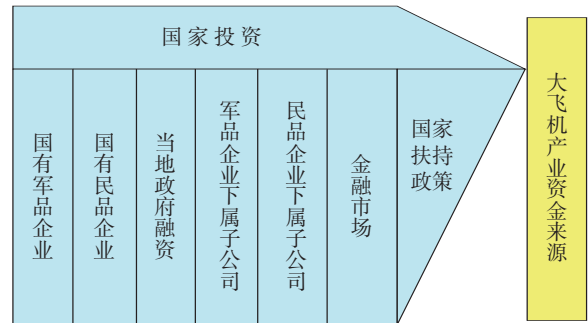 国家投资
国有军品企业
国有民品企业
当地政府融资
军品企业下属子公司
民品企业下属子公司
金融市场
国家
扶持
政策
大飞机产业资金来源